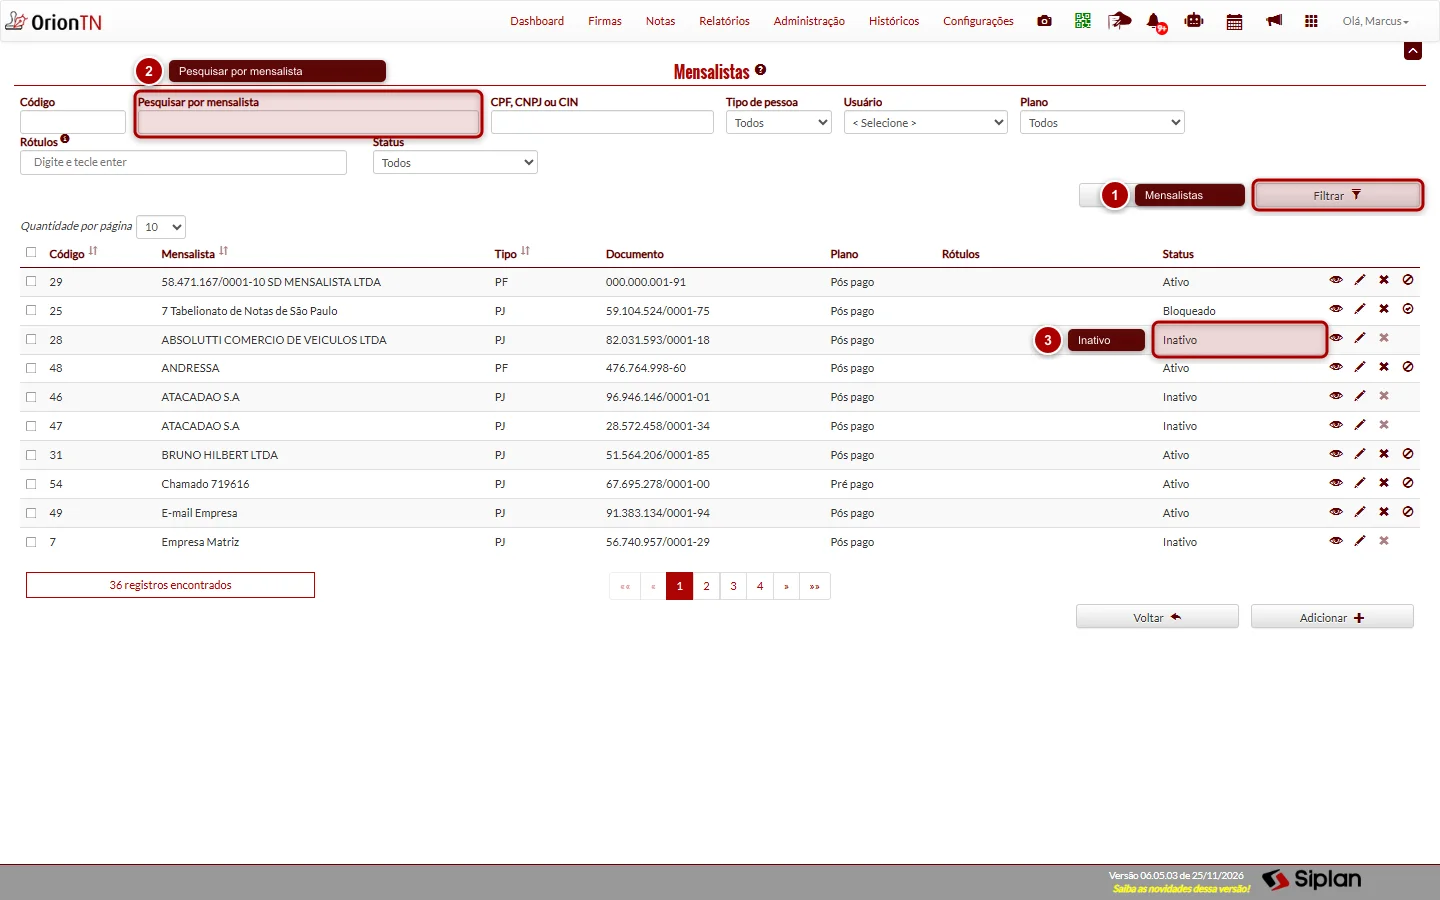 OrionTN
Dashboard
Firmas
Notas
Relatórios
Administração
Históricos
Configurações
9+
Olá, Marcus
2
Pesquisar por mensalista
Mensalistas
Código
Pesquisar por mensalista
CPF, CNPJ ou CIN
Tipo de pessoa
Usuário
Plano
Todos
< Selecione >
Todos
Rótulos
Status
Digite e tecle enter
Todos
1
Mensalistas
Filtrar
Quantidade por página 10
Código Mensalista Tipo Documento Plano Rótulos Status
29 58.471.167/0001-10 SD MENSALISTA LTDA PF 000.000.001-91 Pós pago Ativo
25 7 Tabelionato de Notas de São Paulo PJ 59.104.524/0001-75 Pós pago Bloqueado
28 ABSOLUTTI COMERCIO DE VEICULOS LTDA PJ 82.031.593/0001-18 Pós pago 3 Inativo Inativo
48 ANDRESSA PF 476.764.998-60 Pós pago Ativo
46 ATACADAO S.A PJ 96.946.146/0001-01 Pós pago Inativo
47 ATACADAO S.A PJ 28.572.458/0001-34 Pós pago Inativo
31 BRUNO HILBERT LTDA PJ 51.564.206/0001-85 Pós pago Ativo
54 Chamado 719616 PJ 67.695.278/0001-00 Pré pago Ativo
49 E-mail Empresa PJ 91.383.134/0001-94 Pós pago Ativo
7 Empresa Matriz PJ 56.740.957/0001-29 Pós pago Inativo
36 registros encontrados
«« « 1 2 3 4 » »»
Voltar
Adicionar
Versão 06.05.03 de 25/11/2026
Saiba as novidades dessa versão!
Siplan